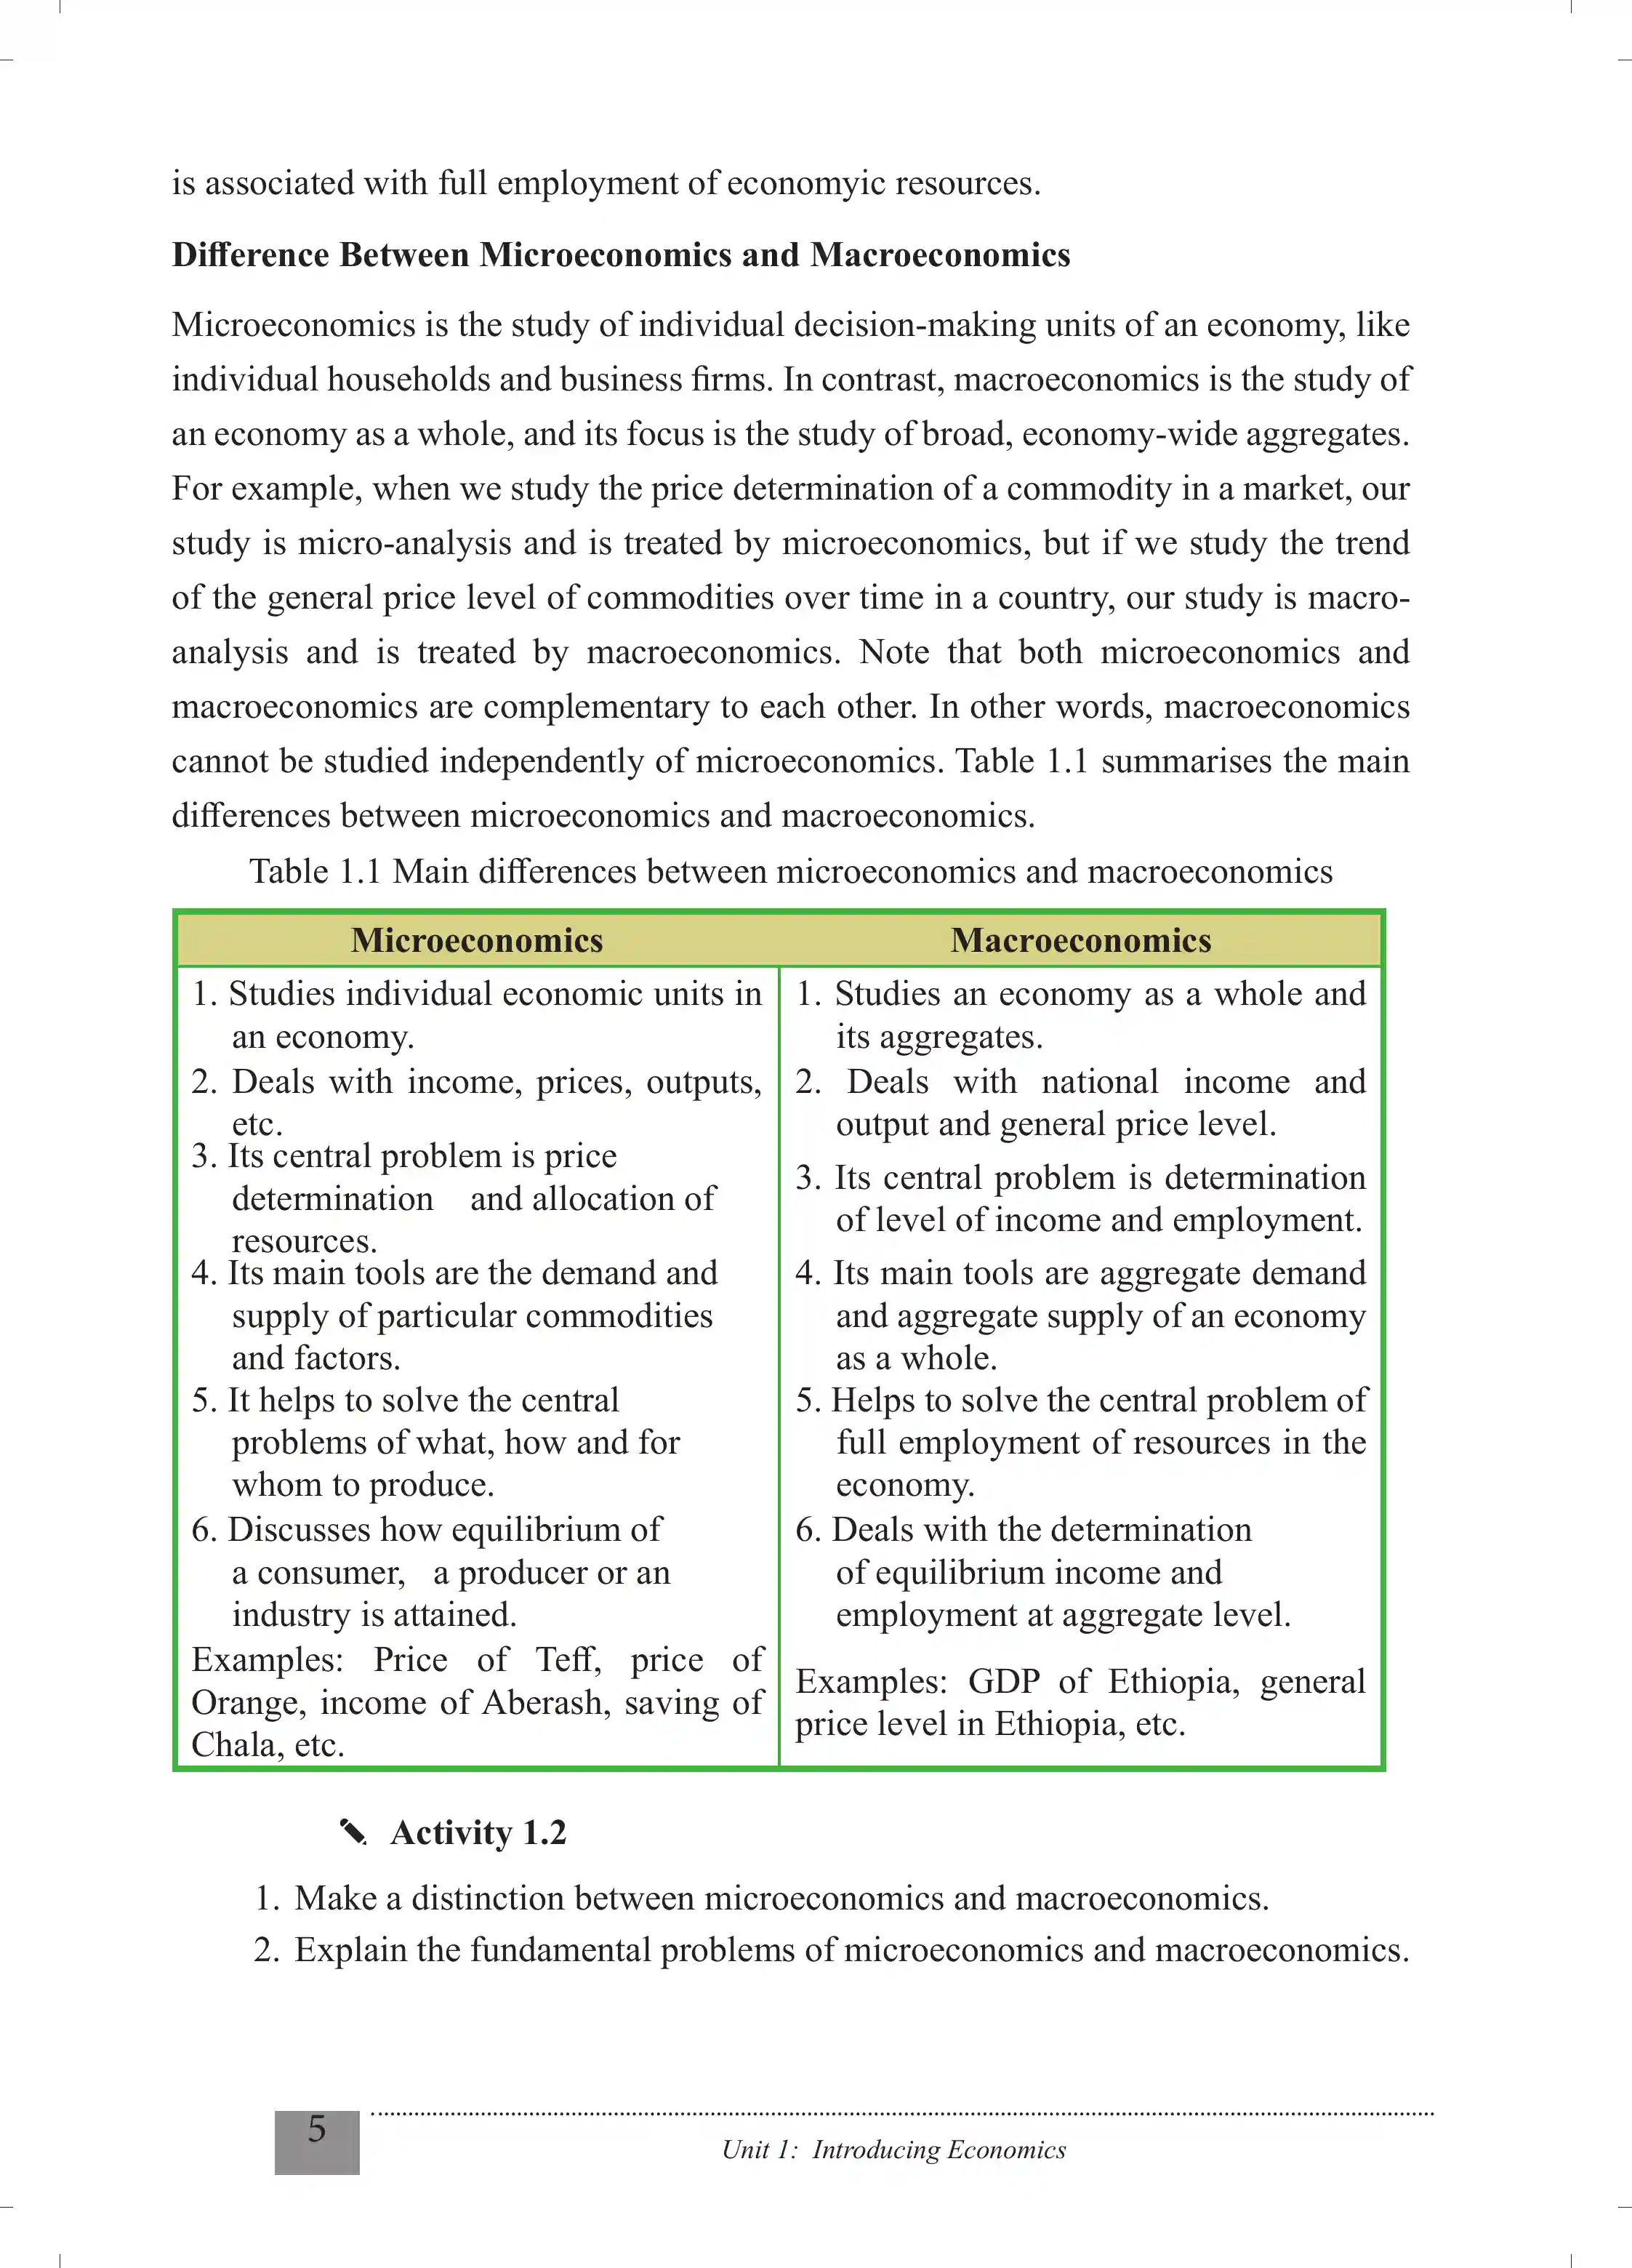 is associated with full employment of economyic resources.
Difference Between Microeconomics and Macroeconomics
Microeconomics is the study of individual decision-making units of an economy, like
individual households and business firms. In contrast, macroeconomics is the study of
an economy as a whole, and its focus is the study of broad, economy-wide aggregates.
For example, when we study the price determination of a commodity in a market, our
study is micro-analysis and is treated by microeconomics, but if we study the trend
of the general price level of commodities over time in a country, our study is macro-
analysis and is treated by macroeconomics. Note that both microeconomics and
macroeconomics are complementary to each other. In other words, macroeconomics
cannot be studied independently of microeconomics. Table 1.1 summarises the main
differences between microeconomics and macroeconomics.
Table 1.1 Main differences between microeconomics and macroeconomics
Microeconomics
1. Studies individual economic units in
an economy.
2. Deals with income, prices, outputs,
etc.
3. Its central problem is price
determination and allocation of
resources.
4. Its main tools are the demand and
supply of particular commodities
and factors.
5. It helps to solve the central
problems of what, how and for
whom to produce.
6. Discusses how equilibrium of
a consumer, a producer or an
industry is attained.
Examples: Price of Teff, price of
Orange, income of Aberash, saving of
Chala, etc.
Macroeconomics
1. Studies an economy as a whole and
its aggregates.
2. Deals with national income and
output and general price level.
3. Its central problem is determination
of level of income and employment.
4. Its main tools are aggregate demand
and aggregate supply of an economy
as a whole.
5. Helps to solve the central problem of
full employment of resources in the
economy.
6. Deals with the determination
of equilibrium income and
employment at aggregate level.
Examples: GDP of Ethiopia, general
price level in Ethiopia, etc.
Activity 1.2
1. Make a distinction between microeconomics and macroeconomics.
2. Explain the fundamental problems of microeconomics and macroeconomics.
5
Unit 1: Introducing Economics